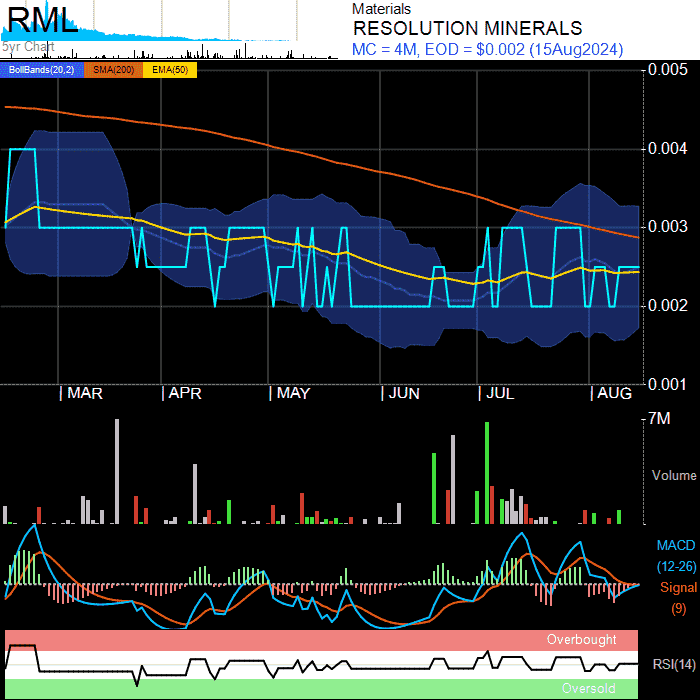 RML
5yr Chart
Materials
RESOLUTION MINERALS
MC = 4M, EOD = $0.002 (15Aug2024)
BollBands(20,2) SMA(200) EMA(50)
0.005
0.004
0.003
0.002
0.001
MAR APR MAY JUN JUL AUG
7M
Volume
MACD
(12-26)
Signal
(9)
Overbought
RSI(14)
Oversold